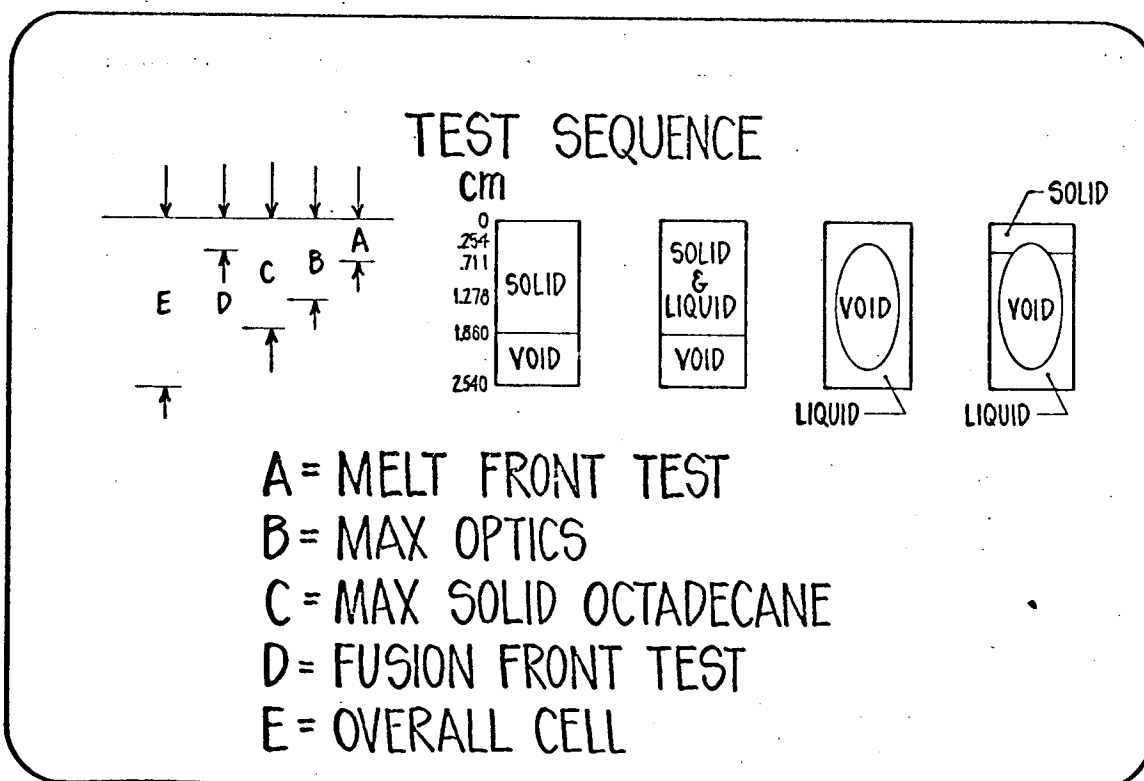 TEST SEQUENCE
cm
0
.254
.711
1.278
1.860
2.540
A
B
C
D
E
SOLID
VOID
SOLID
&
LIQUID
VOID
VOID
LIQUID
SOLID
VOID
LIQUID
A = MELT FRONT TEST
B = MAX OPTICS
C = MAX SOLID OCTADECANE
D = FUSION FRONT TEST
E = OVERALL CELL